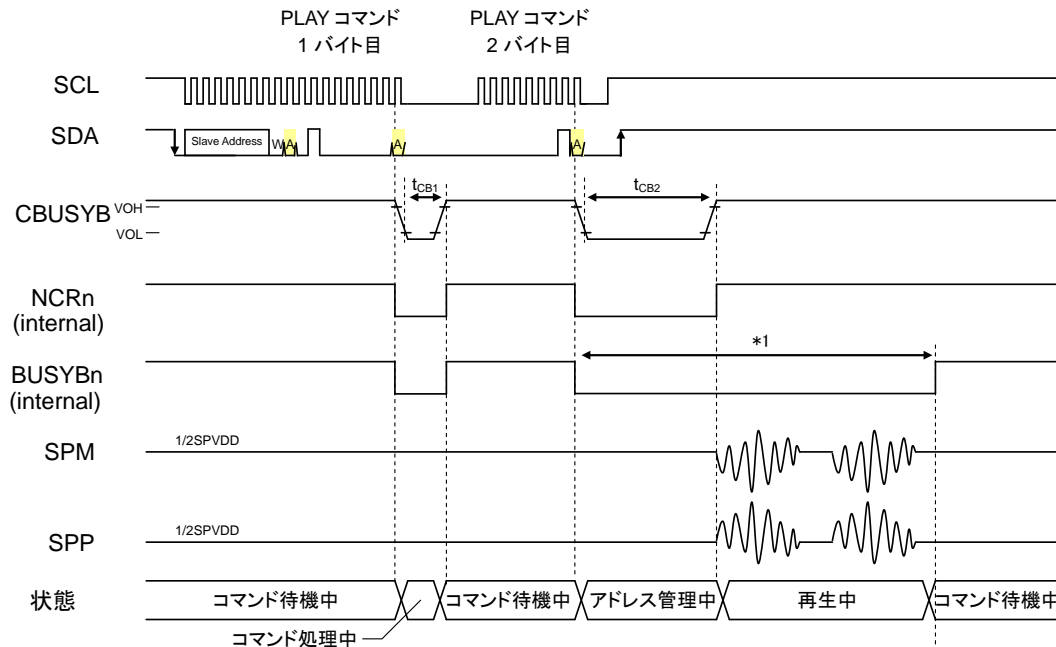 PLAY コマンド
1 バイト目
PLAY コマンド
2 バイト目
SCL
SDA
Slave Address
W
A
A
A
CBUSYB
VOH
VOL
tCB1
tCB2
NCRn
(internal)
BUSYBn
(internal)
*1
SPM
1/2SPVDD
SPP
1/2SPVDD
状態
コマンド待機中
コマンド待機中
アドレス管理中
再生中
コマンド待機中
コマンド処理中